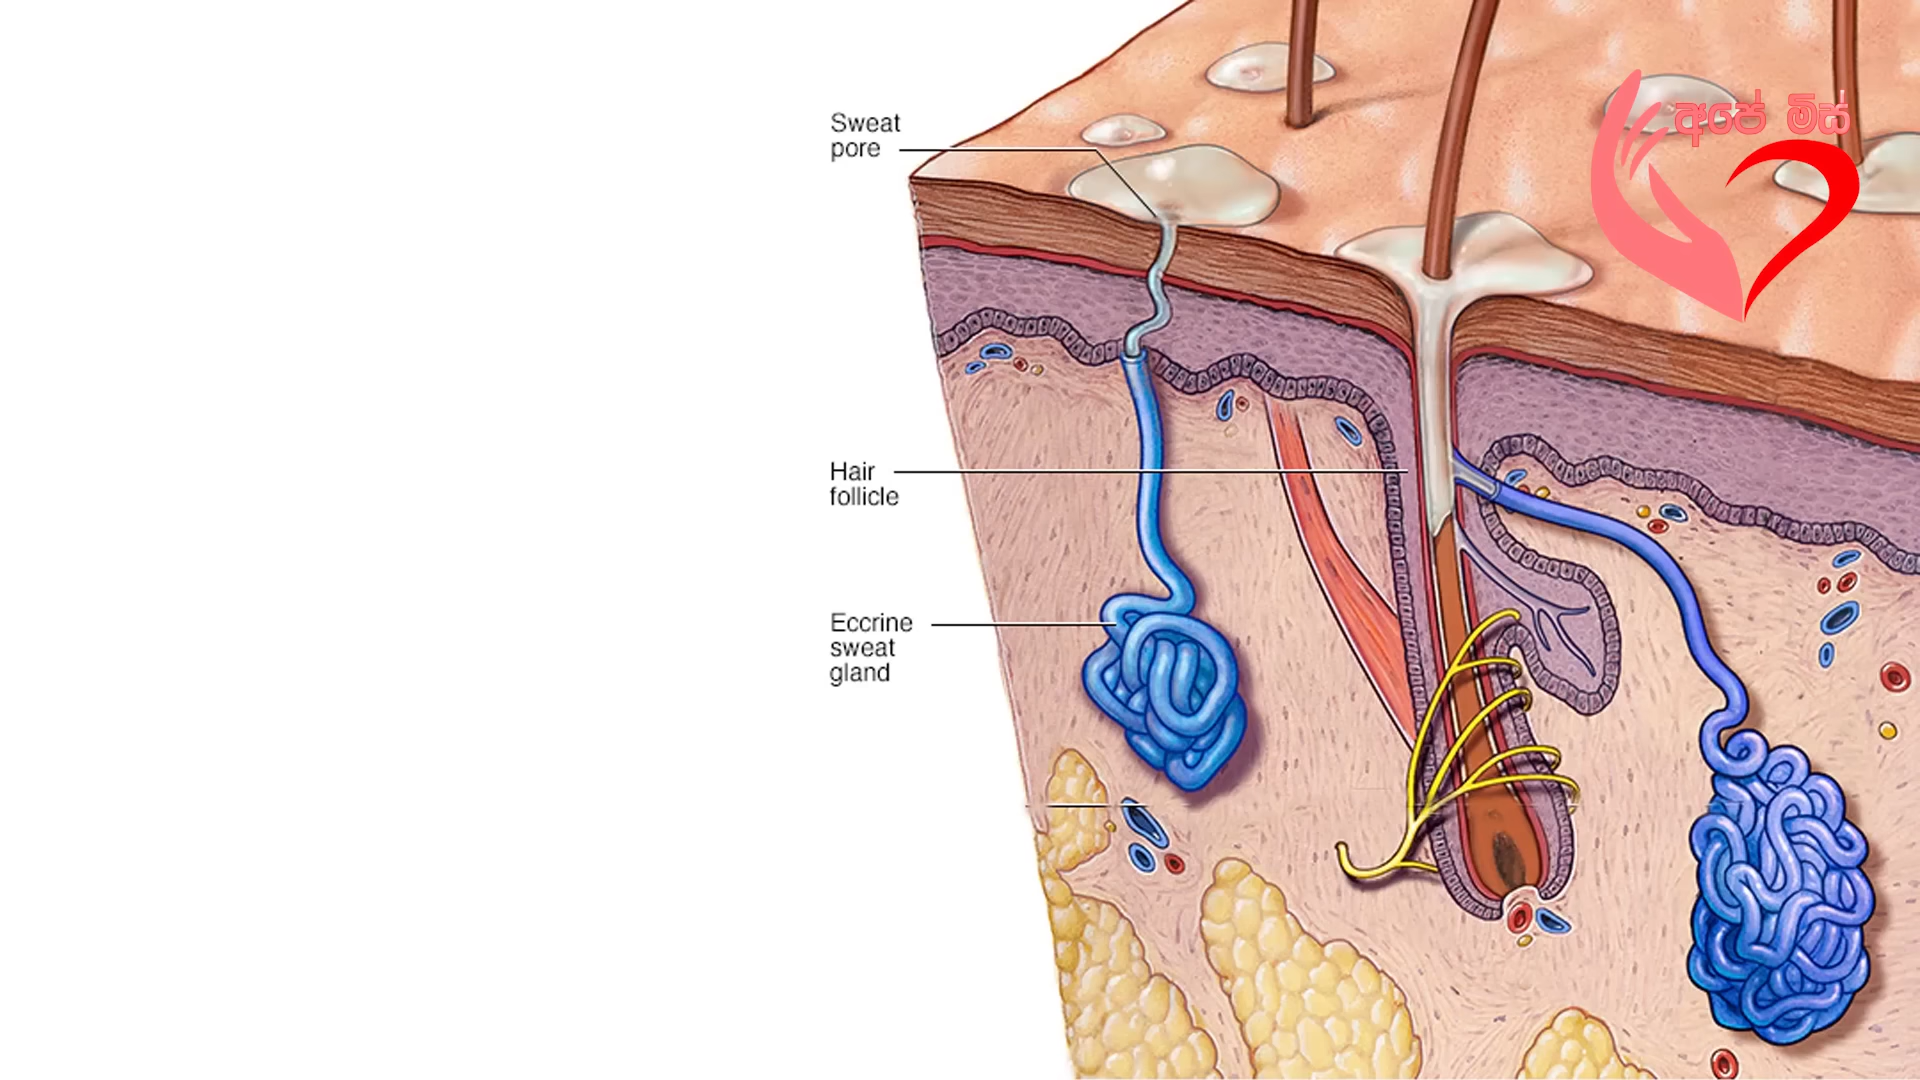 Sweat
pore
අපේ මිස්
Hair
follicle
Eccrine
sweat
gland